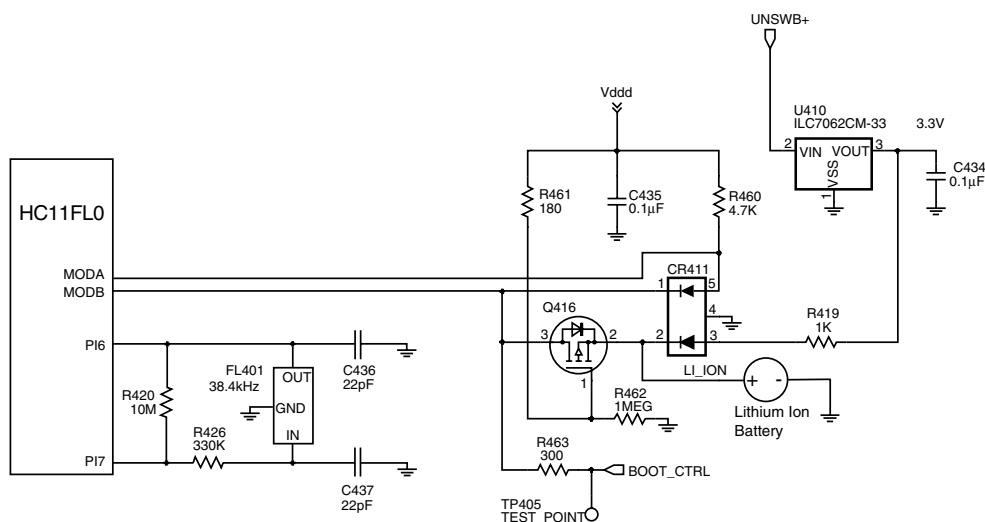 UNSWB+
Vddd
U410
ILC7062CM-33
3.3V
2
VIN
VOUT
3
VSS
1
C434
0.1µF
HC11FL0
R461
180
C435
0.1µF
R460
4.7K
MODA
MODB
CR411
1
5
4
2
3
Q416
3
2
1
R419
1K
PI6
C436
22pF
FL401
38.4kHz
OUT
GND
IN
R420
10M
LI_ION
+
-
Lithium Ion
Battery
R462
1MEG
R426
330K
PI7
C437
22pF
R463
300
BOOT_CTRL
TP405
TEST_POINT